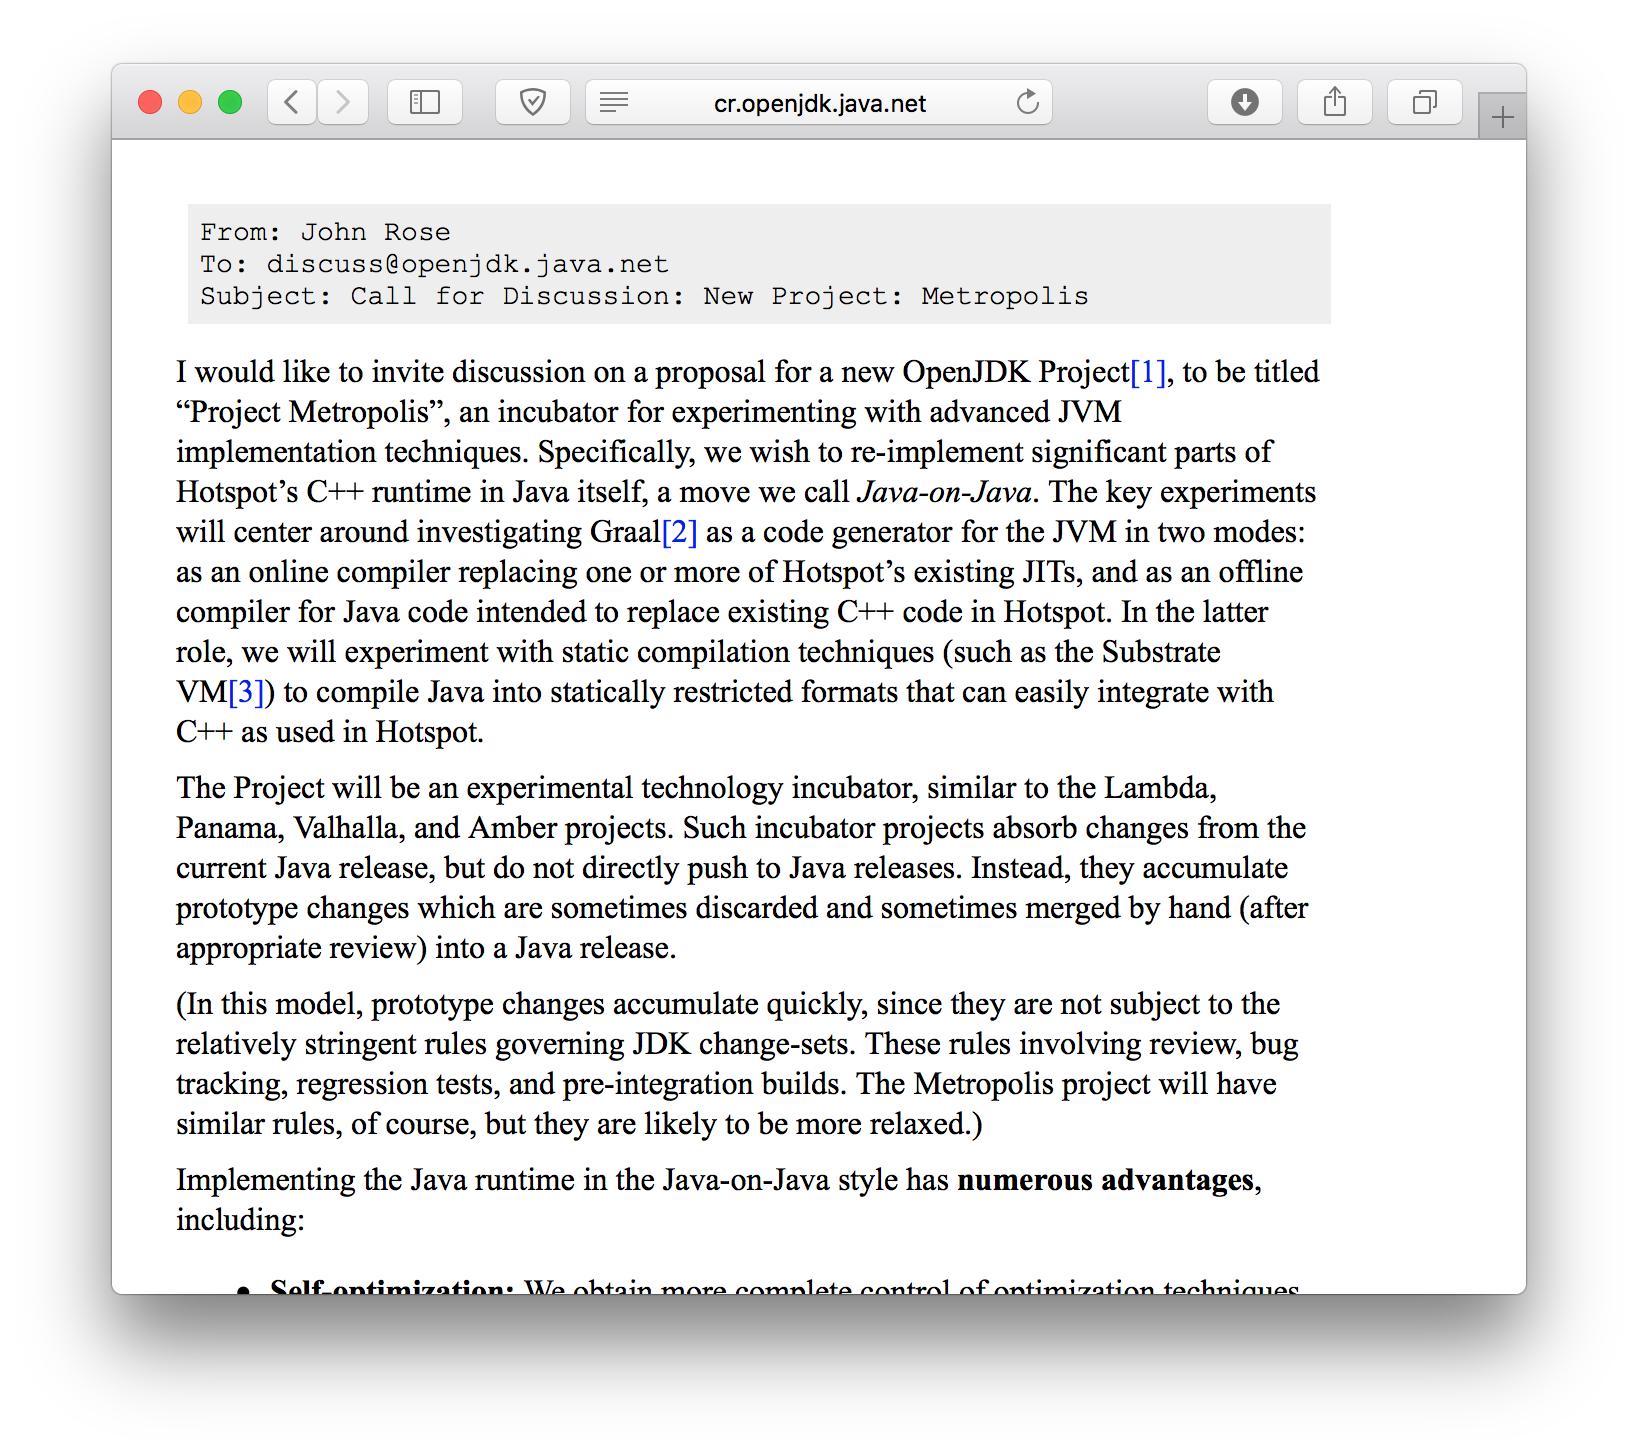 cr.openjdk.java.net
From: John Rose
To: discuss@openjdk.java.net
Subject: Call for Discussion: New Project: Metropolis
I would like to invite discussion on a proposal for a new OpenJDK Project[1], to be titled
“Project Metropolis”, an incubator for experimenting with advanced JVM
implementation techniques. Specifically, we wish to re-implement significant parts of
Hotspot’s C++ runtime in Java itself, a move we call Java-on-Java. The key experiments
will center around investigating Graal[2] as a code generator for the JVM in two modes:
as an online compiler replacing one or more of Hotspot’s existing JITs, and as an offline
compiler for Java code intended to replace existing C++ code in Hotspot. In the latter
role, we will experiment with static compilation techniques (such as the Substrate
VM[3]) to compile Java into statically restricted formats that can easily integrate with
C++ as used in Hotspot.
The Project will be an experimental technology incubator, similar to the Lambda,
Panama, Valhalla, and Amber projects. Such incubator projects absorb changes from the
current Java release, but do not directly push to Java releases. Instead, they accumulate
prototype changes which are sometimes discarded and sometimes merged by hand (after
appropriate review) into a Java release.
(In this model, prototype changes accumulate quickly, since they are not subject to the
relatively stringent rules governing JDK change-sets. These rules involving review, bug
tracking, regression tests, and pre-integration builds. The Metropolis project will have
similar rules, of course, but they are likely to be more relaxed.)
Implementing the Java runtime in the Java-on-Java style has numerous advantages,
including:
• Self-optimization: We obtain more complete control of optimization techniques